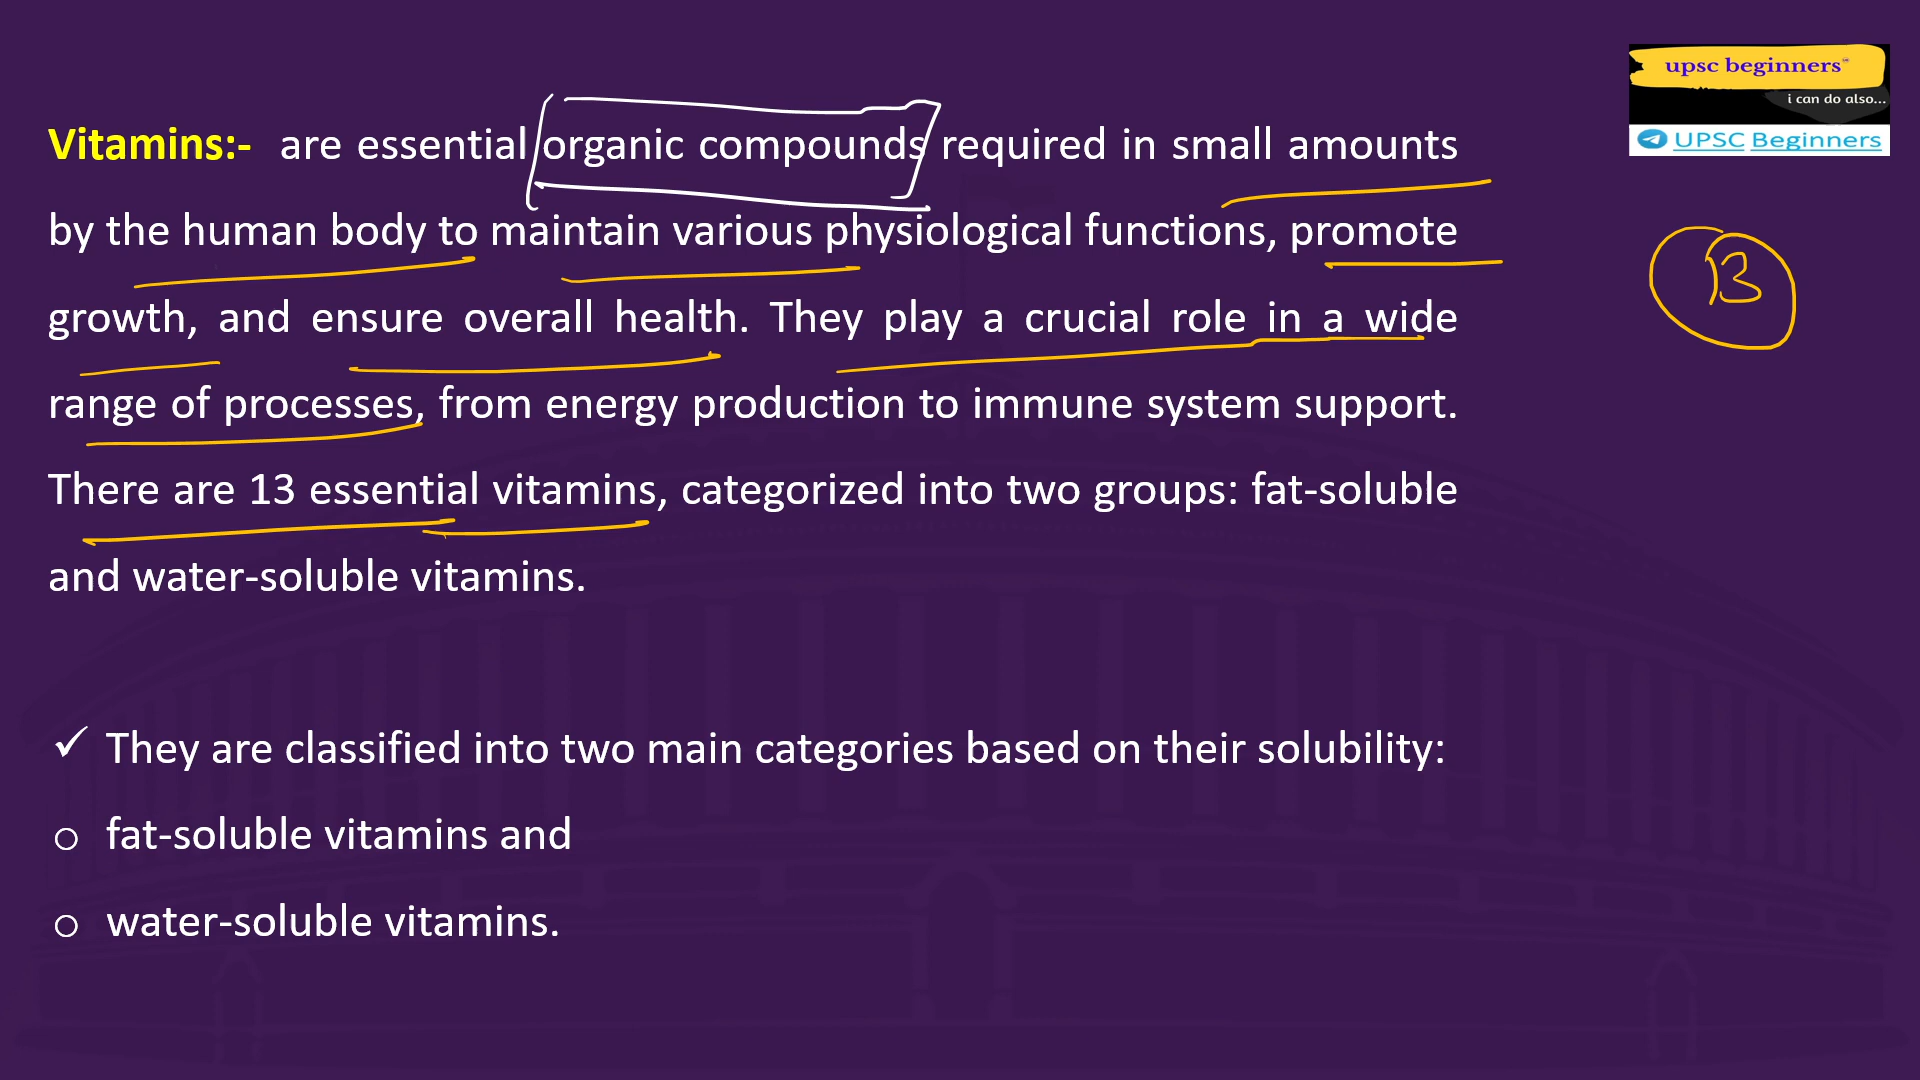 upsc beginners
i can do also...
UPSC Beginners
Vitamins:- are essential organic compounds required in small amounts
by the human body to maintain various physiological functions, promote
growth, and ensure overall health. They play a crucial role in a wide
range of processes, from energy production to immune system support.
There are 13 essential vitamins, categorized into two groups: fat-soluble
and water-soluble vitamins.
13
✓ They are classified into two main categories based on their solubility:
o fat-soluble vitamins and
o water-soluble vitamins.